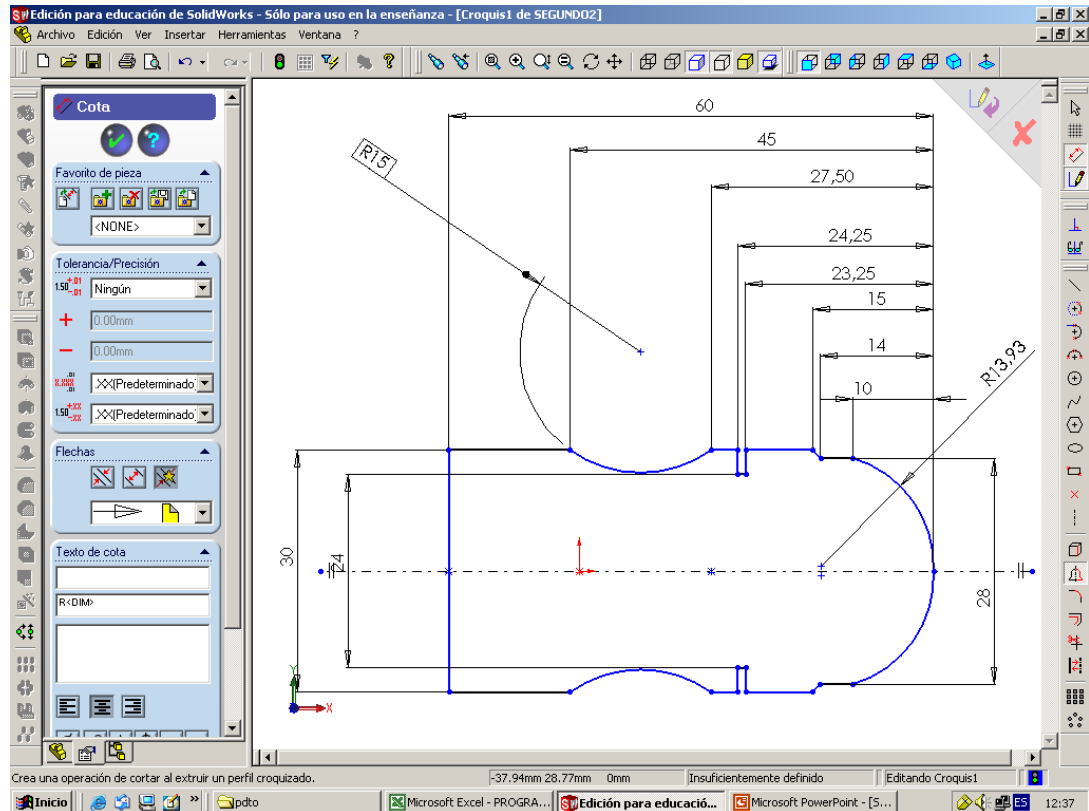 Edición para educación de SolidWorks - Sólo para uso en la enseñanza - [Croquis1 de SEGUNDO2]
Archivo Edición Ver Insertar Herramientas Ventana ?
Cota
Favorito de pieza
<NONE>
Tolerancia/Precisión
Ningún
0.00mm
0.00mm
.XX(Predeterminado)
.XX(Predeterminado)
Flechas
Texto de cota
R<DIM>
60
45
R15
27,50
24,25
23,25
15
14
R13,93
10
30
24
28
Y
X
Crea una operación de cortar al extruir un perfil croquizado.
-37.94mm 28.77mm 0mm
Insuficientemente definido
Editando Croquis1
Inicio
»
pdto
Microsoft Excel - PROGRA...
Edición para educació...
Microsoft PowerPoint - [S...
ES
12:37